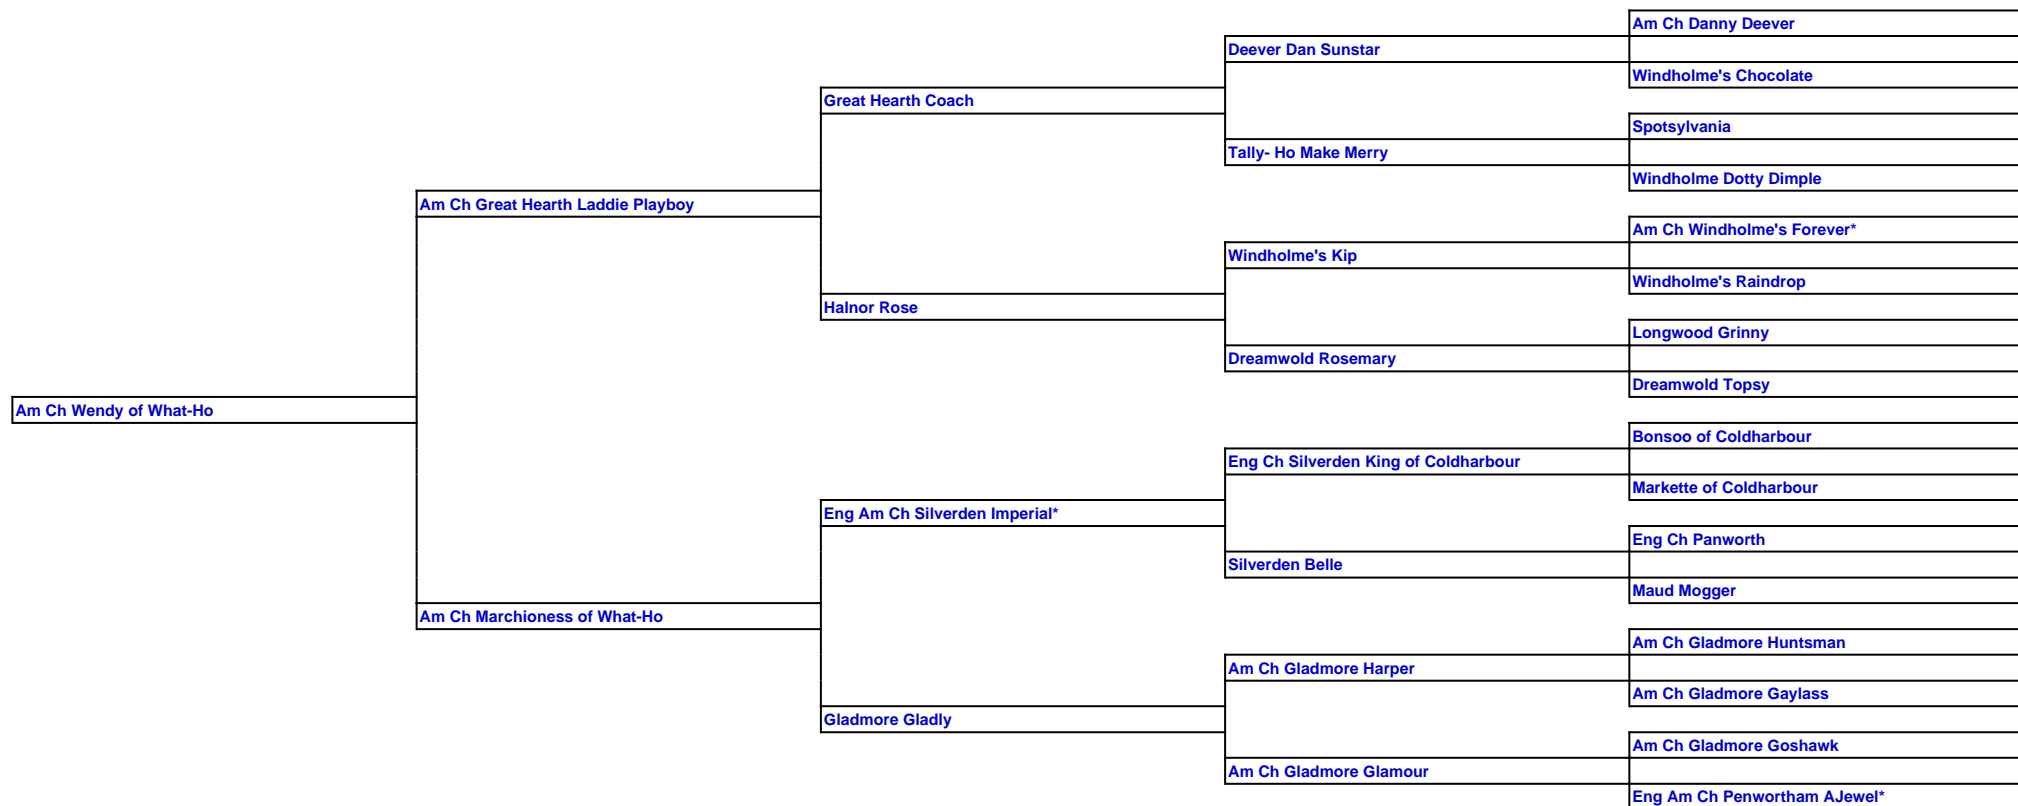 Am Ch Danny Deever
Deever Dan Sunstar
Windholme's Chocolate
Great Hearth Coach
Spotsylvania
Tally- Ho Make Merry
Windholme Dotty Dimple
Am Ch Great Hearth Laddie Playboy
Am Ch Windholme's Forever*
Windholme's Kip
Windholme's Raindrop
Halnor Rose
Longwood Grinny
Dreamwold Rosemary
Dreamwold Topsy
Am Ch Wendy of What-Ho
Bonsoo of Coldharbour
Eng Ch Silverden King of Coldharbour
Markette of Coldharbour
Eng Am Ch Silverden Imperial*
Eng Ch Panworth
Silverden Belle
Maud Mogger
Am Ch Marchioness of What-Ho
Am Ch Gladmore Huntsman
Am Ch Gladmore Harper
Am Ch Gladmore Gaylass
Gladmore Gladly
Am Ch Gladmore Goshawk
Am Ch Gladmore Glamour
Eng Am Ch Penwortham AJewel*